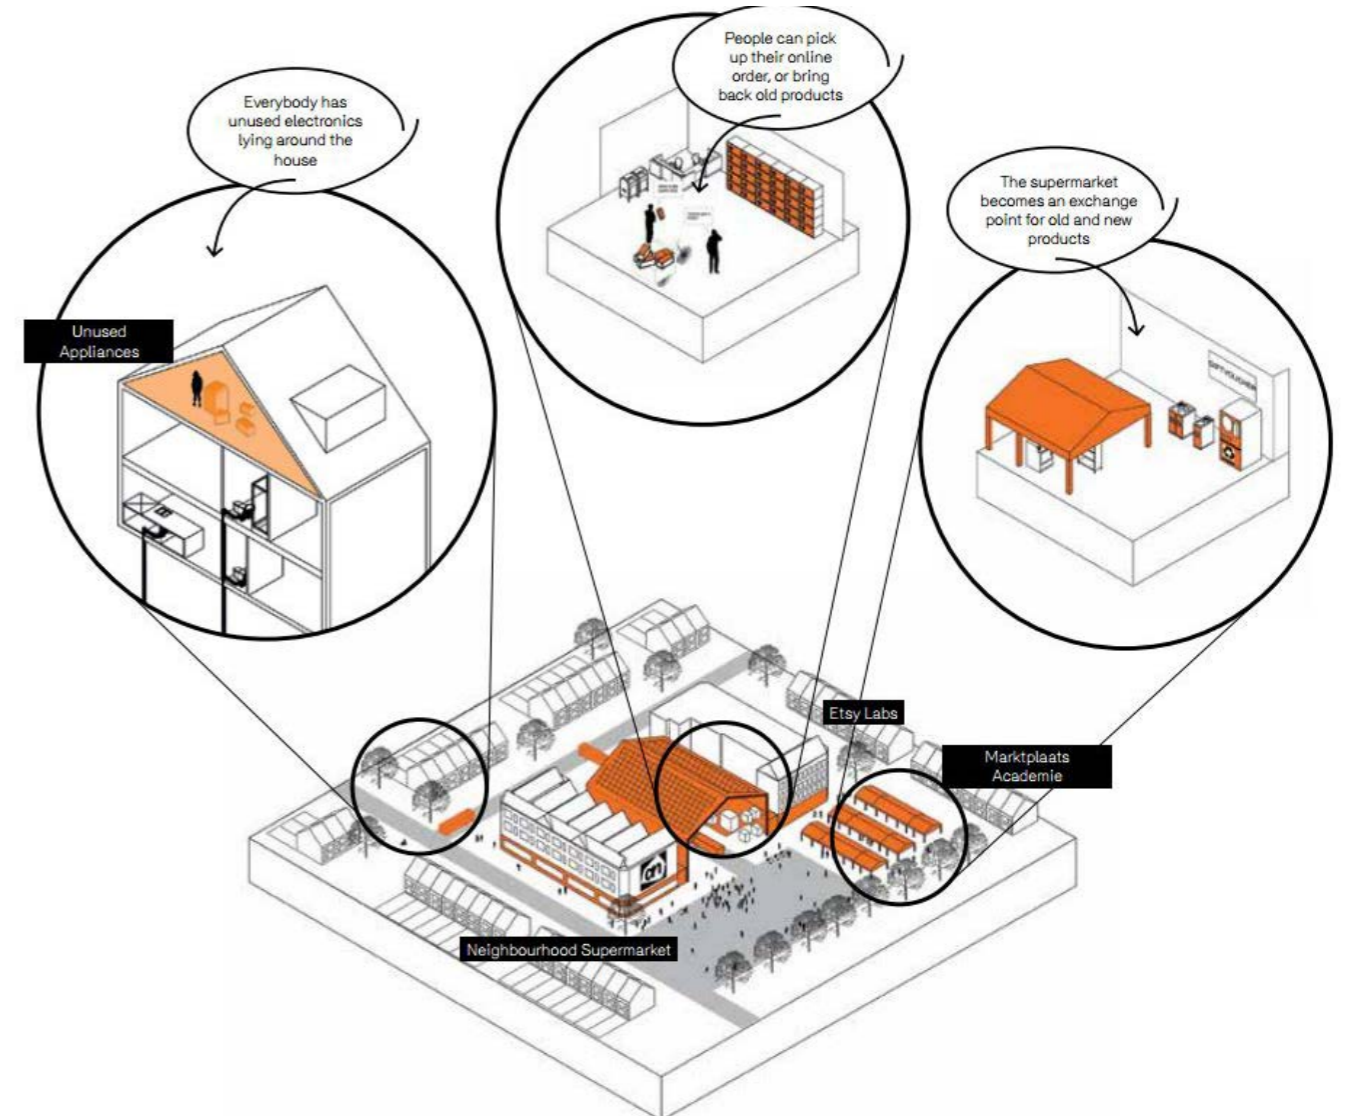 People can pick
up their online
order, or bring
back old products
Everybody has
unused electronics
lying around the
house
The supermarket
becomes an exchange
point for old and new
products
Unused
Appliances
GIFTVOUCHER
Etsy Labs
Marktplaats
Academie
ah
Neighbourhood Supermarket